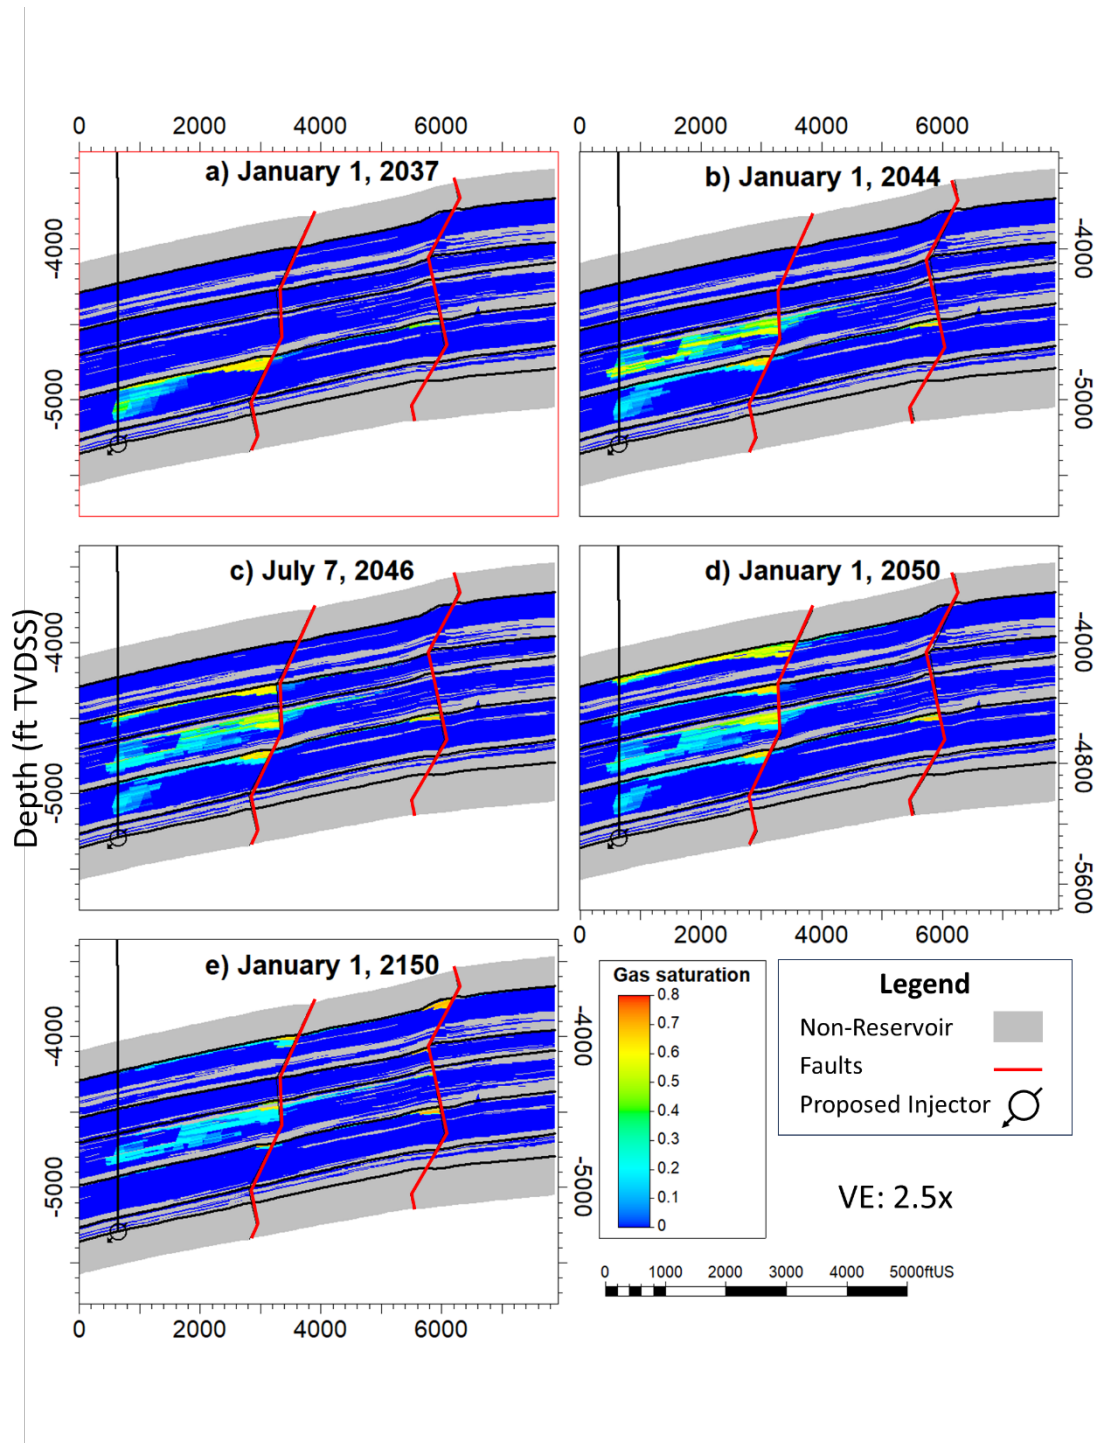 0 2000 4000 6000
0 2000 4000 6000
a) January 1, 2037
b) January 1, 2044
-4000
-5000
-4000
-5000
Depth (ft TVDSS)
c) July 7, 2046
d) January 1, 2050
-4000
-5000
-4000
-4800
-5600
0 2000 4000 6000
e) January 1, 2150
-4000
-5000
-4000
-5000
0 2000 4000 6000
Gas saturation
0.8
0.7
0.6
0.5
0.4
0.3
0.2
0.1
0
Legend
Non-Reservoir
Faults
Proposed Injector
VE: 2.5x
0 1000 2000 3000 4000 5000ftUS